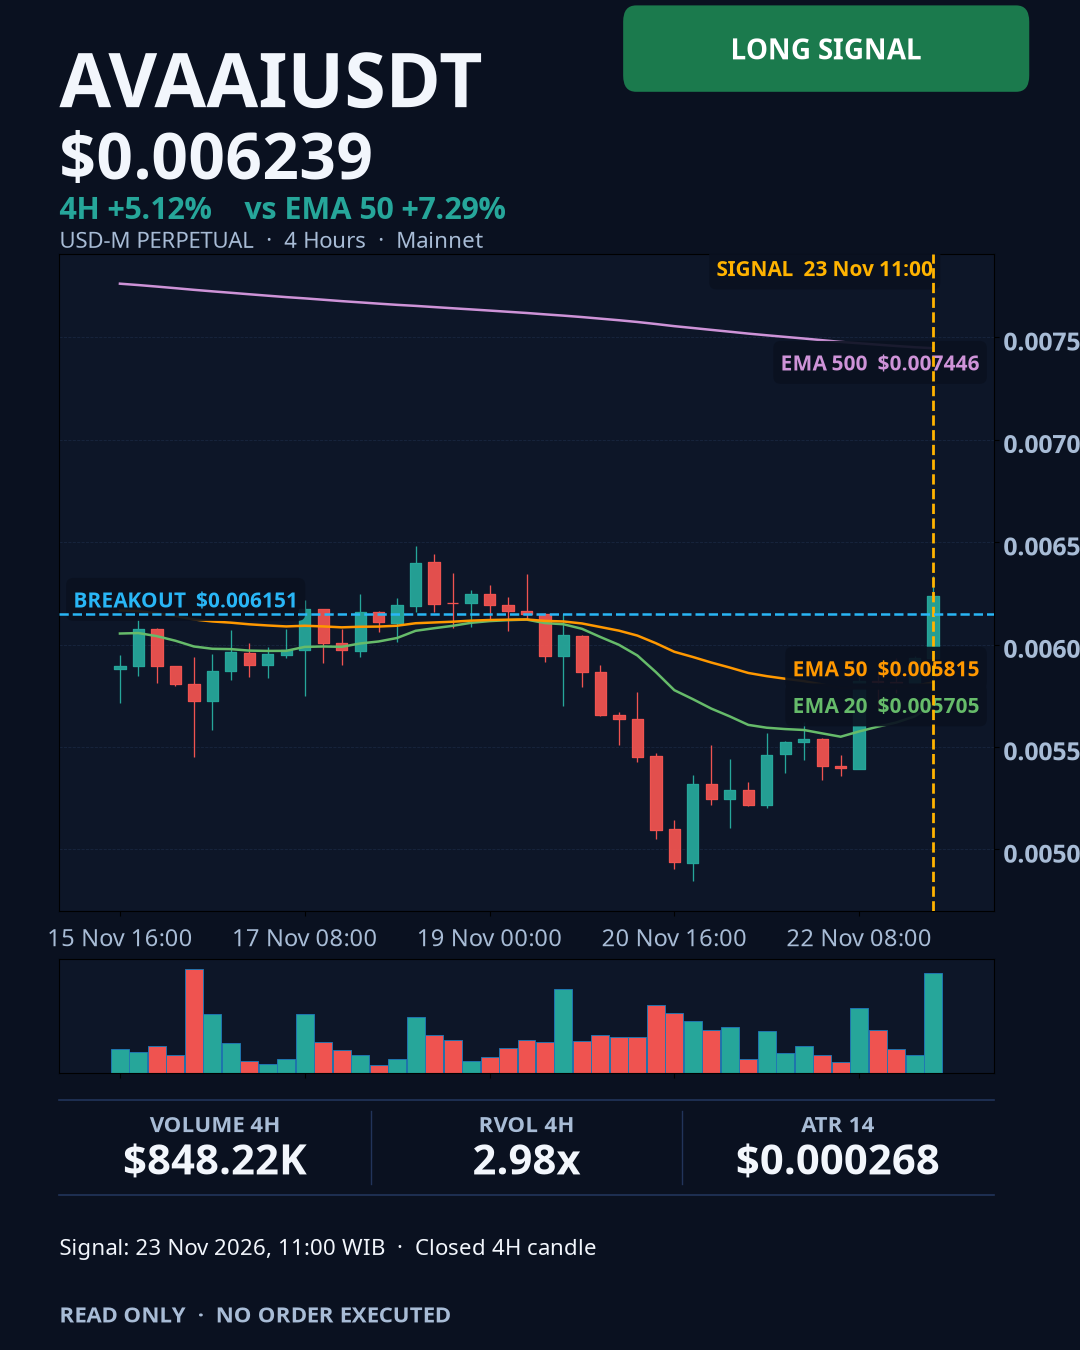 LONG SIGNAL
AVAAIUSDT
$0.006239
4H +5.12% vs EMA 50 +7.29%
USD-M PERPETUAL · 4 Hours · Mainnet
SIGNAL 23 Nov 11:00
0.0075
EMA 500 $0.007446
0.0070
0.0065
BREAKOUT $0.006151
0.0060
EMA 50 $0.005815
EMA 20 $0.005705
0.0055
0.0050
15 Nov 16:00 17 Nov 08:00 19 Nov 00:00 20 Nov 16:00 22 Nov 08:00
VOLUME 4H RVOL 4H ATR 14
$848.22K 2.98x $0.000268
Signal: 23 Nov 2026, 11:00 WIB · Closed 4H candle
READ ONLY · NO ORDER EXECUTED